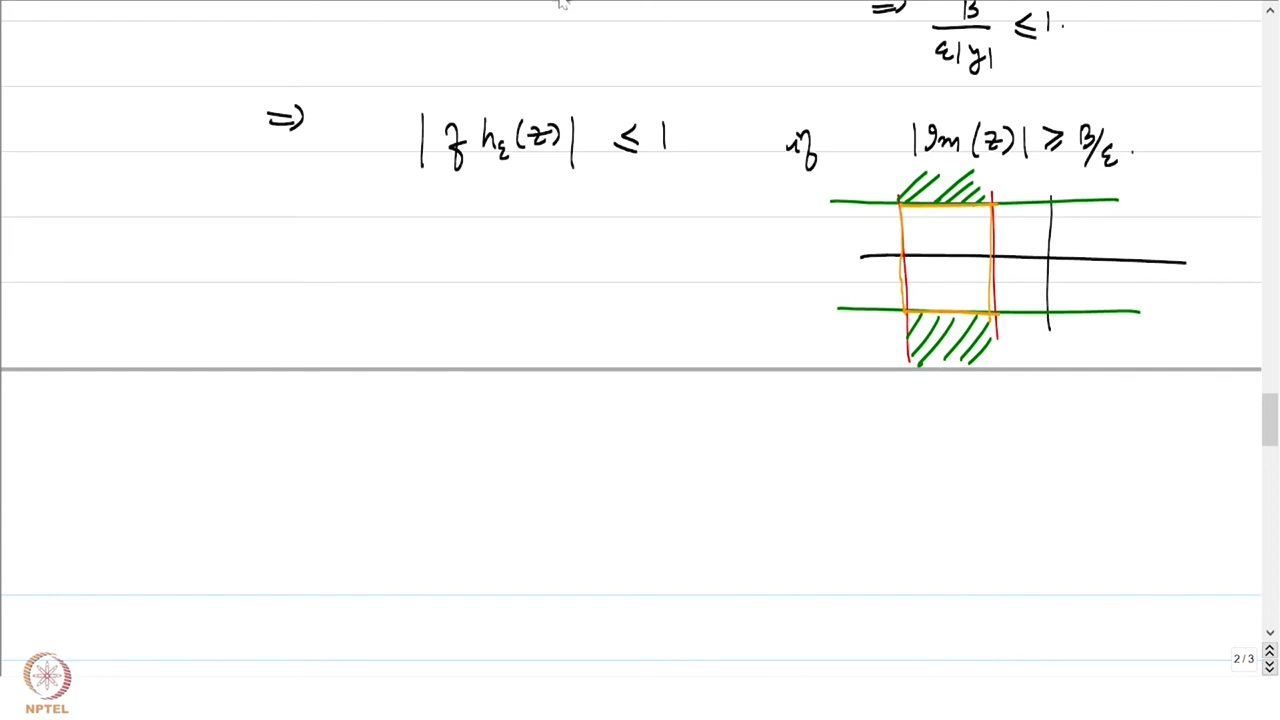 ⇒ B / ε|y| ≤ 1.
⇒ |f hε(z)| ≤ 1 if |Im(z)| ≥ B/ε.
2 / 3
NPTEL